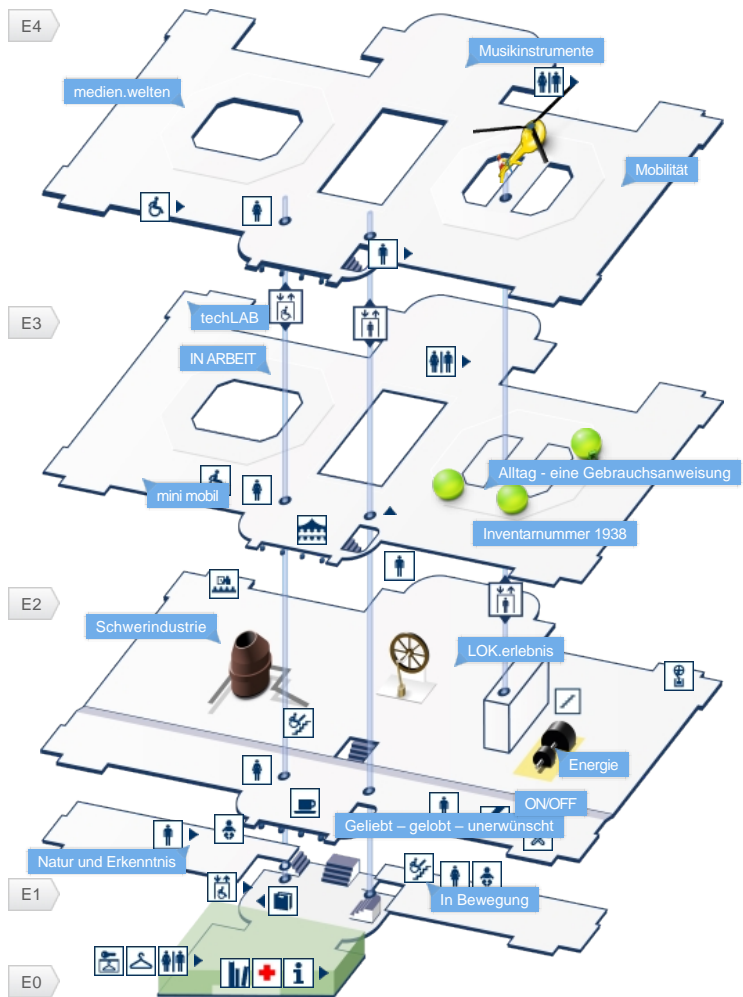 E4
Musikinstrumente
medien.welten
Mobilität
E3
techLAB
IN ARBEIT
Alltag - eine Gebrauchsanweisung
mini mobil
Inventarnummer 1938
E2
Schwerindustrie
LOK.erlebnis
Energie
ON/OFF
Geliebt – gelobt – unerwünscht
Natur und Erkenntnis
E1
In Bewegung
i
E0